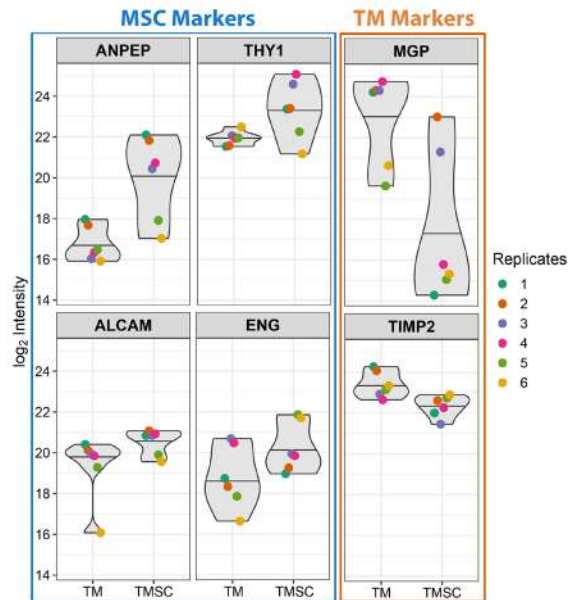 MSC Markers
TM Markers
ANPEP
THY1
MGP
24
22
20
18
16
14
ALCAM
ENG
TIMP2
24
22
20
18
16
14
log2 Intensity
TM
TMSC
TM
TMSC
TM
TMSC
Replicates
1
2
3
4
5
6